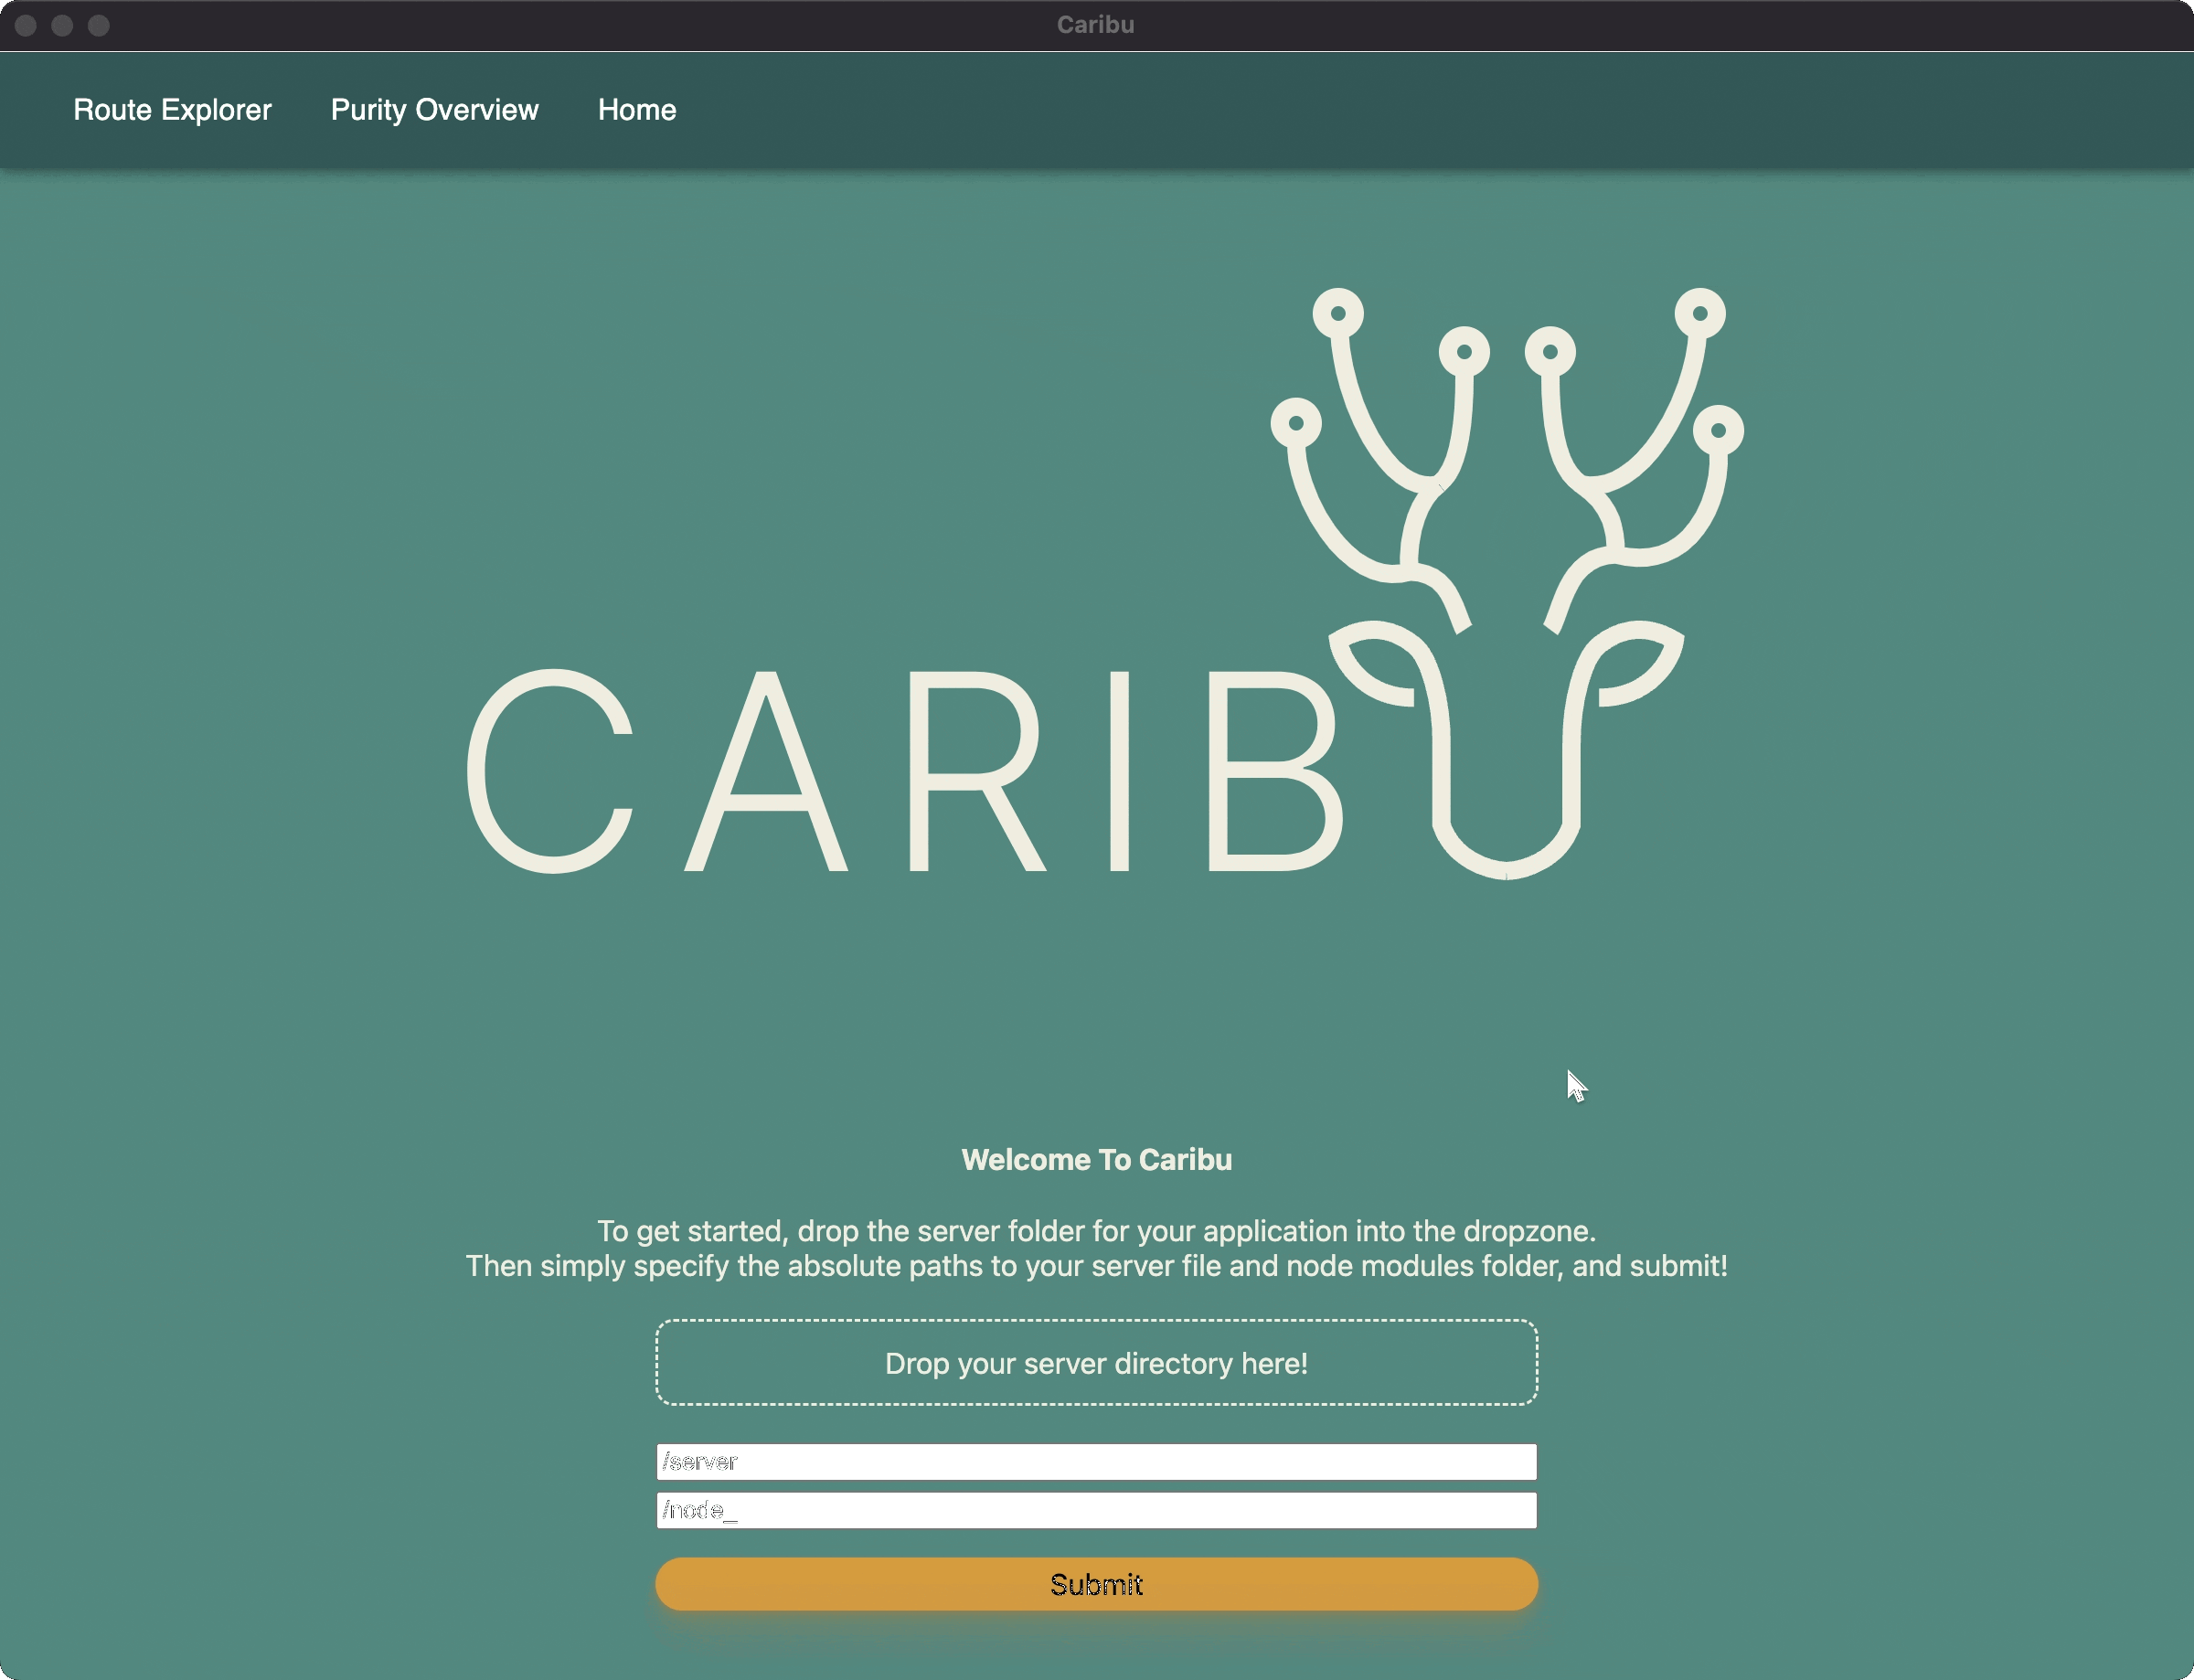 Caribu
Route Explorer Purity Overview Home
CARIBU
Welcome To Caribu
To get started, drop the server folder for your application into the dropzone.
Then simply specify the absolute paths to your server file and node modules folder, and submit!
Drop your server directory here!
/server
/node_
Submit